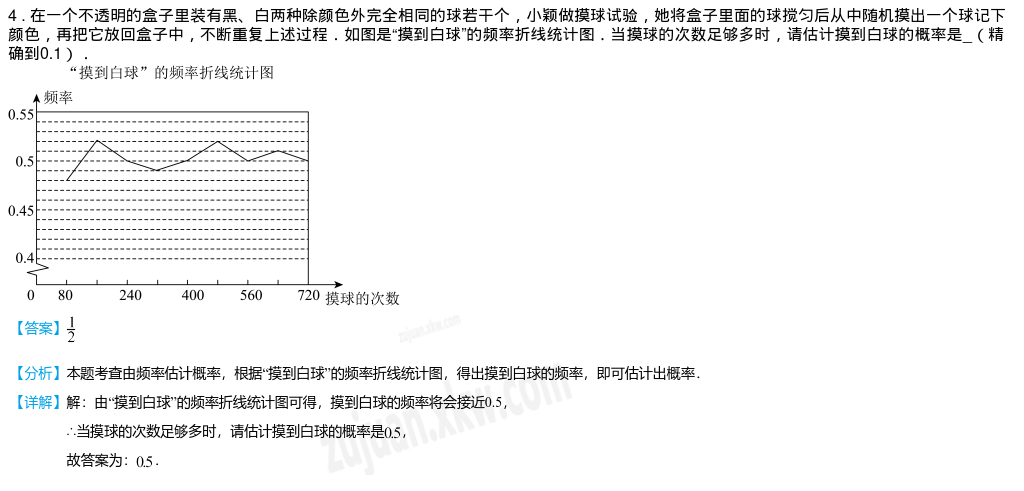 4．在一个不透明的盒子里装有黑、白两种除颜色外完全相同的球若干个，小颖做摸球试验，她将盒子里面的球搅匀后从中随机摸出一个球记下
颜色，再把它放回盒子中，不断重复上述过程．如图是“摸到白球”的频率折线统计图．当摸球的次数足够多时，请估计摸到白球的概率是_（精
确到0.1）．
“摸到白球”的频率折线统计图
频率
0.55
0.5
0.45
0.4
0 80 240 400 560 720 摸球的次数
【答案】1/2
【分析】本题考查由频率估计概率，根据“摸到白球”的频率折线统计图，得出摸到白球的频率，即可估计出概率．
【详解】解：由“摸到白球”的频率折线统计图可得，摸到白球的频率将会接近0.5，
∴当摸球的次数足够多时，请估计摸到白球的概率是0.5，
故答案为：0.5．
zujuan.xkw.com
zujuan.xkw.com